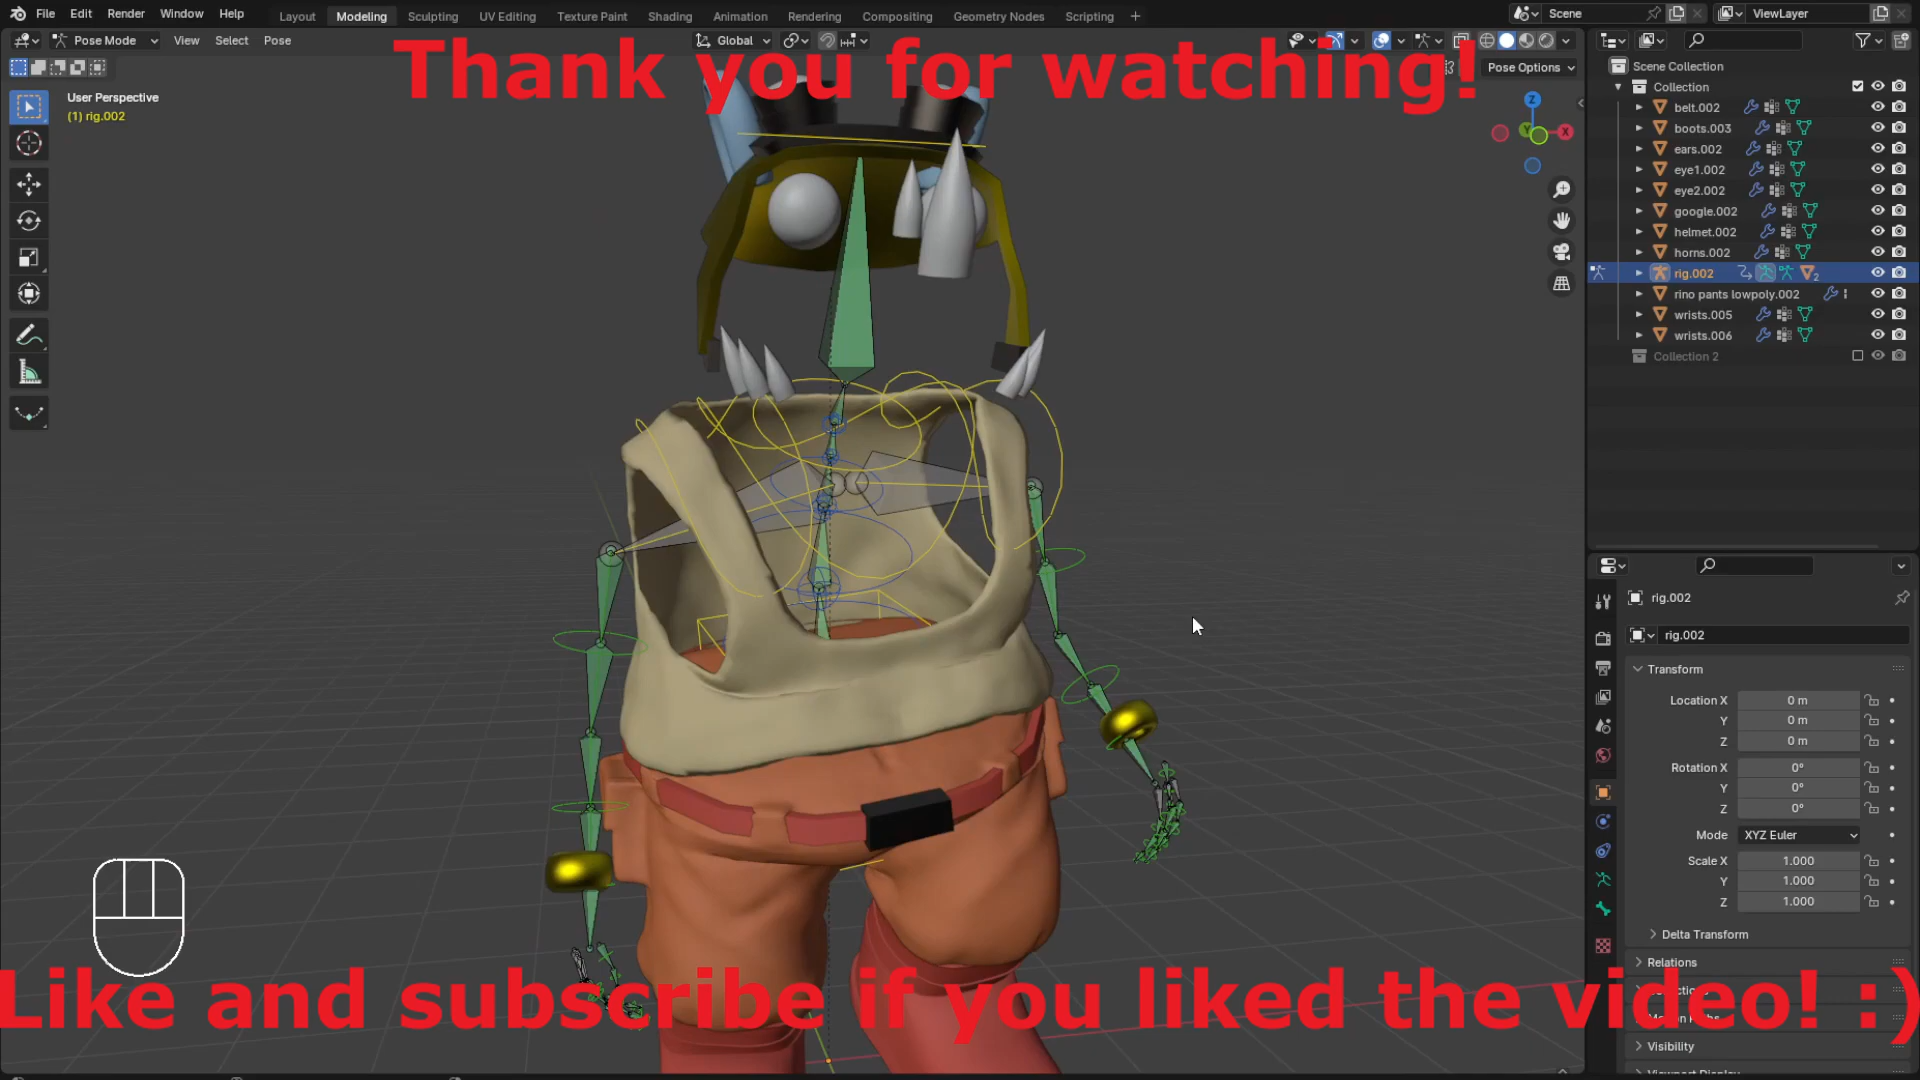 File Edit Render Window Help Layout Modeling Sculpting UV Editing Texture Paint Shading Animation Rendering Compositing Geometry Nodes Scripting + Scene ViewLayer
Pose Mode View Select Pose Global
Thank you for watching!
Pose Options
User Perspective
(1) rig.002
Z
X
Y
Scene Collection
Collection
belt.002
boots.003
ears.002
eye1.002
eye2.002
google.002
helmet.002
horns.002
rig.002 2
rino pants lowpoly.002
wrists.005
wrists.006
Collection 2
rig.002
rig.002
Transform
Location X 0 m
Y 0 m
Z 0 m
Rotation X 0°
Y 0°
Z 0°
Mode XYZ Euler
Scale X 1.000
Y 1.000
Z 1.000
Delta Transform
Relations
Like and subscribe if you liked the video! :)
Visibility